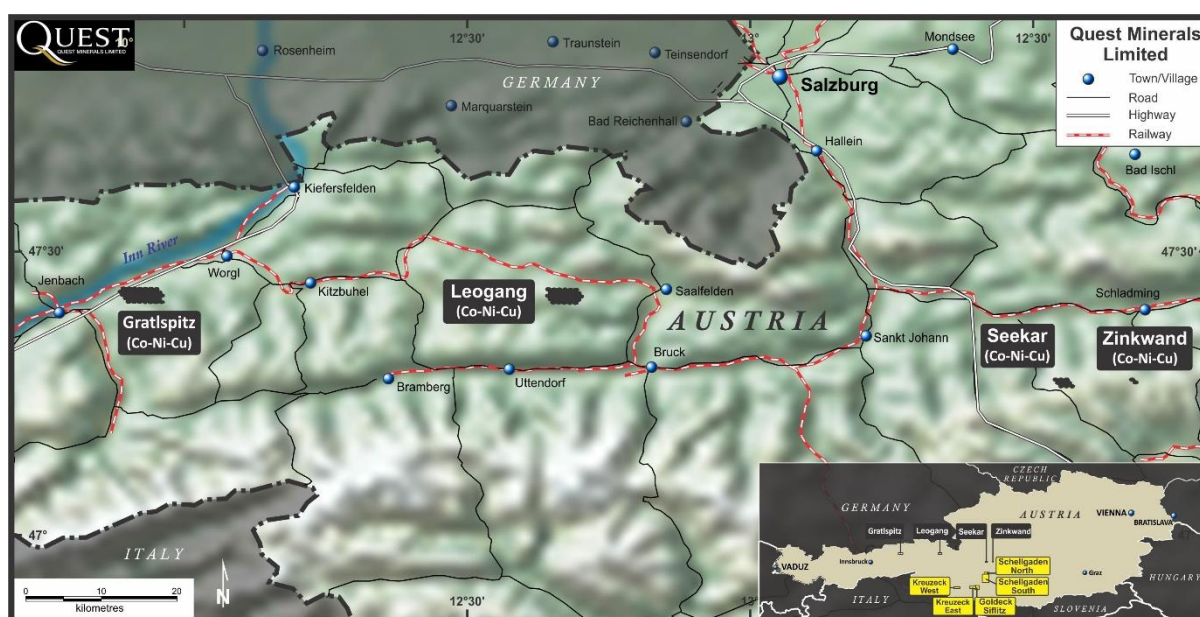 QUEST
QUEST MINERALS LIMITED
10°
12°30'
13°
12°30'
Rosenheim
Traunstein
Teinsendorf
Mondsee
GERMANY
Salzburg
Marquarstein
Bad Reichenhall
Hallein
Bad Ischl
Quest Minerals
Limited
Town/Village
Road
Highway
Railway
Kiefersfelden
47°30'
47°30'
Inn River
Jenbach
Worgl
Kitzbuhel
Saalfelden
Schladming
Gratlspitz
(Co-Ni-Cu)
Leogang
(Co-Ni-Cu)
AUSTRIA
Sankt Johann
Seekar
(Co-Ni-Cu)
Zinkwand
(Co-Ni-Cu)
Bramberg
Uttendorf
Bruck
47°
47°
ITALY
0
10
20
kilometres
N
12°30'
13°
CZECH
REPUBLIC
GERMANY
AUSTRIA
VIENNA
BRATISLAVA
Gratlspitz
Leogang
Seekar
Zinkwand
VADUZ
Innsbruck
Schellgaden
North
Schellgaden
South
Graz
HUNGARY
Kreuzeck
West
Kreuzeck
East
Goldeck
Siflitz
ITALY
SLOVENIA